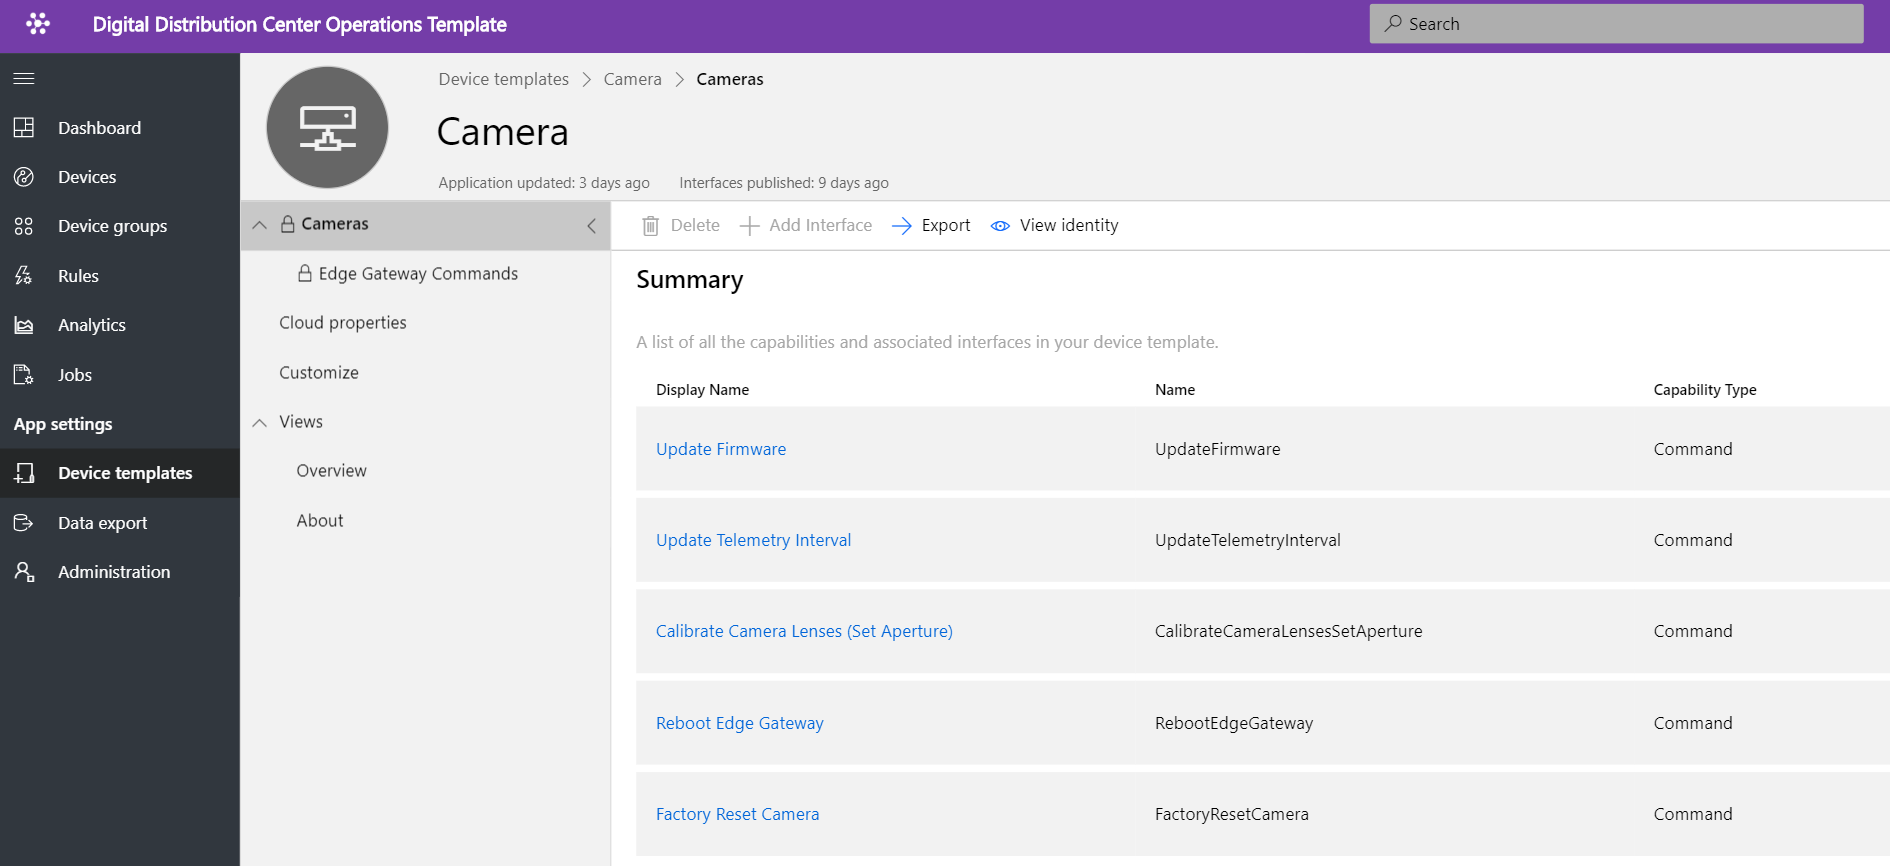 Digital Distribution Center Operations Template
Search
Dashboard
Devices
Device groups
Rules
Analytics
Jobs
App settings
Device templates
Data export
Administration
Device templates > Camera > Cameras
Camera
Application updated: 3 days ago Interfaces published: 9 days ago
Cameras
Edge Gateway Commands
Cloud properties
Customize
Views
Overview
About
Delete Add Interface Export View identity
Summary
A list of all the capabilities and associated interfaces in your device template.
Display Name Name Capability Type
Update Firmware UpdateFirmware Command
Update Telemetry Interval UpdateTelemetryInterval Command
Calibrate Camera Lenses (Set Aperture) CalibrateCameraLensesSetAperture Command
Reboot Edge Gateway RebootEdgeGateway Command
Factory Reset Camera FactoryResetCamera Command